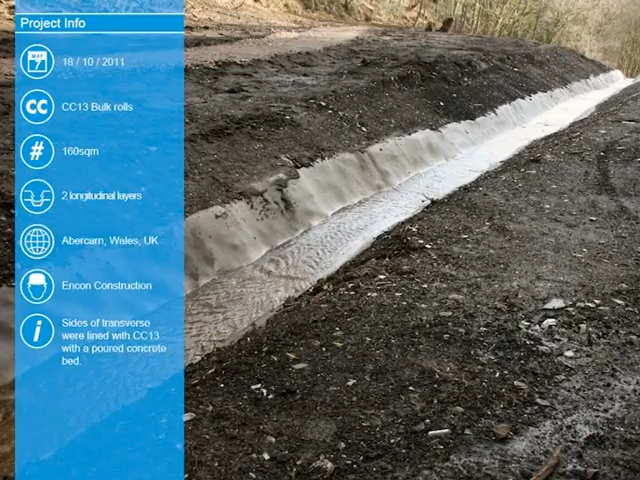 Project Info
18 / 10 / 2011
CC
CC13 Bulk rolls
#
160sqm
2 longitudinal layers
Abercarn, Wales, UK
Encon Construction
i
Sides of transverse
were lined with CC13
with a poured concrete
bed.